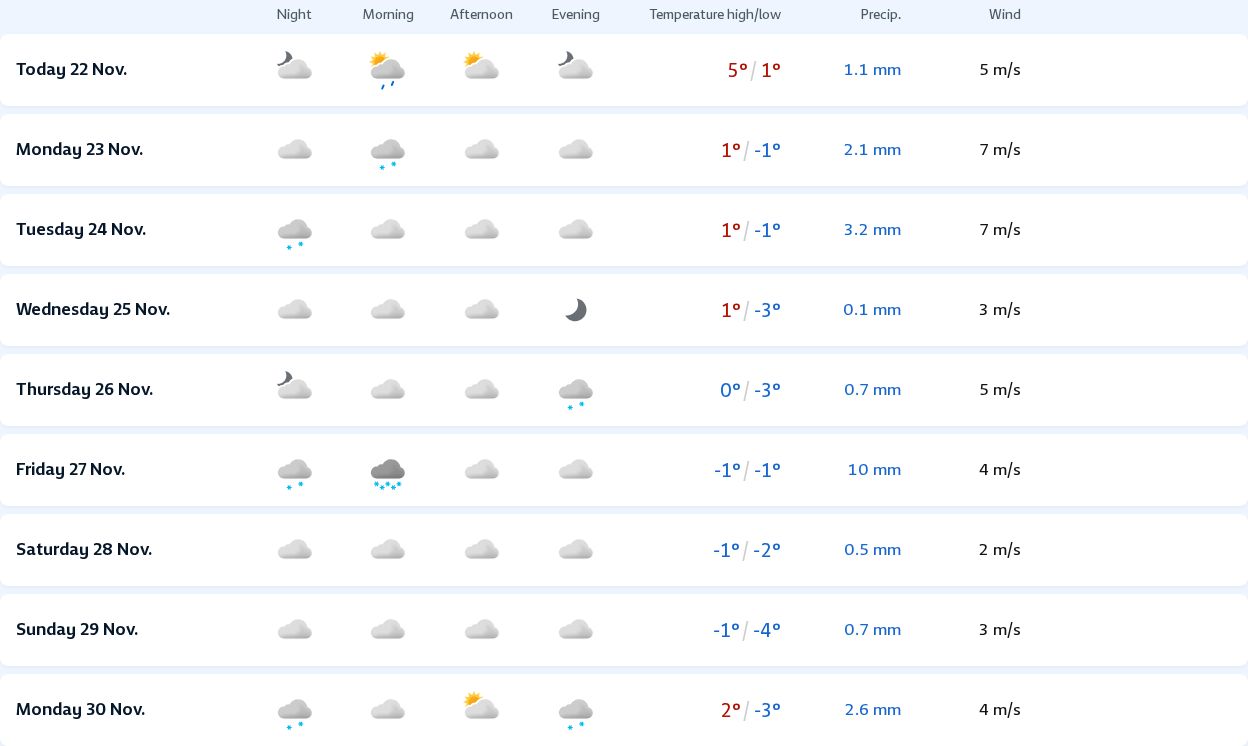 Night Morning Afternoon Evening Temperature high/low Precip. Wind
Today 22 Nov. 5°/1° 1.1 mm 5 m/s
Monday 23 Nov. 1°/-1° 2.1 mm 7 m/s
Tuesday 24 Nov. 1°/-1° 3.2 mm 7 m/s
Wednesday 25 Nov. 1°/-3° 0.1 mm 3 m/s
Thursday 26 Nov. 0°/-3° 0.7 mm 5 m/s
Friday 27 Nov. -1°/-1° 10 mm 4 m/s
Saturday 28 Nov. -1°/-2° 0.5 mm 2 m/s
Sunday 29 Nov. -1°/-4° 0.7 mm 3 m/s
Monday 30 Nov. 2°/-3° 2.6 mm 4 m/s